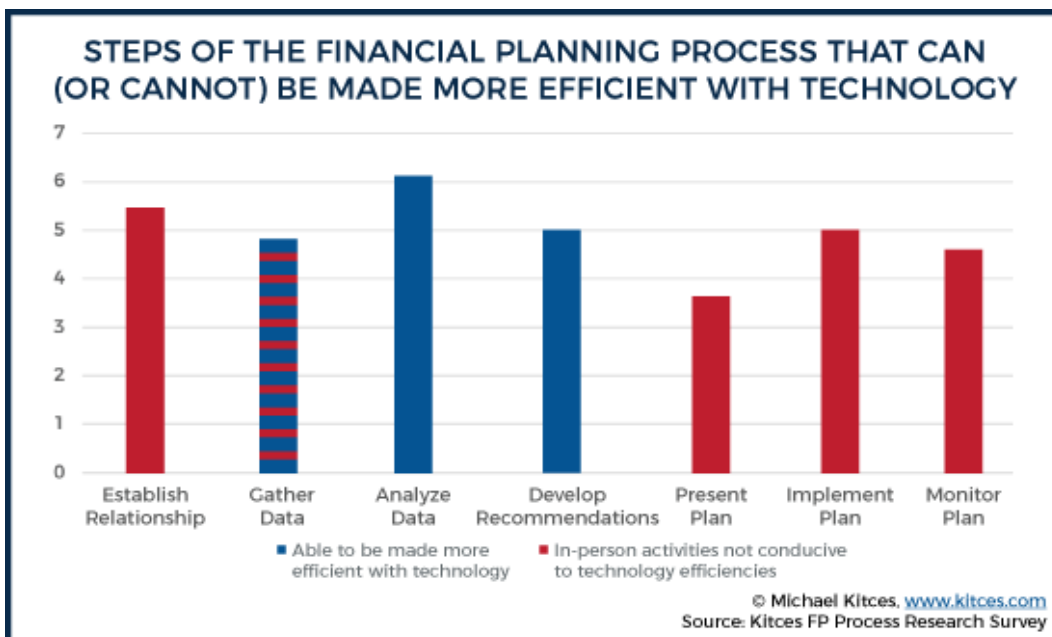 STEPS OF THE FINANCIAL PLANNING PROCESS THAT CAN
(OR CANNOT) BE MADE MORE EFFICIENT WITH TECHNOLOGY
7
6
5
4
3
2
1
0
Establish Gather Analyze Develop Present Implement Monitor
Relationship Data Data Recommendations Plan Plan Plan
Able to be made more In-person activities not conducive
efficient with technology to technology efficiencies
© Michael Kitces, www.kitces.com
Source: Kitces FP Process Research Survey